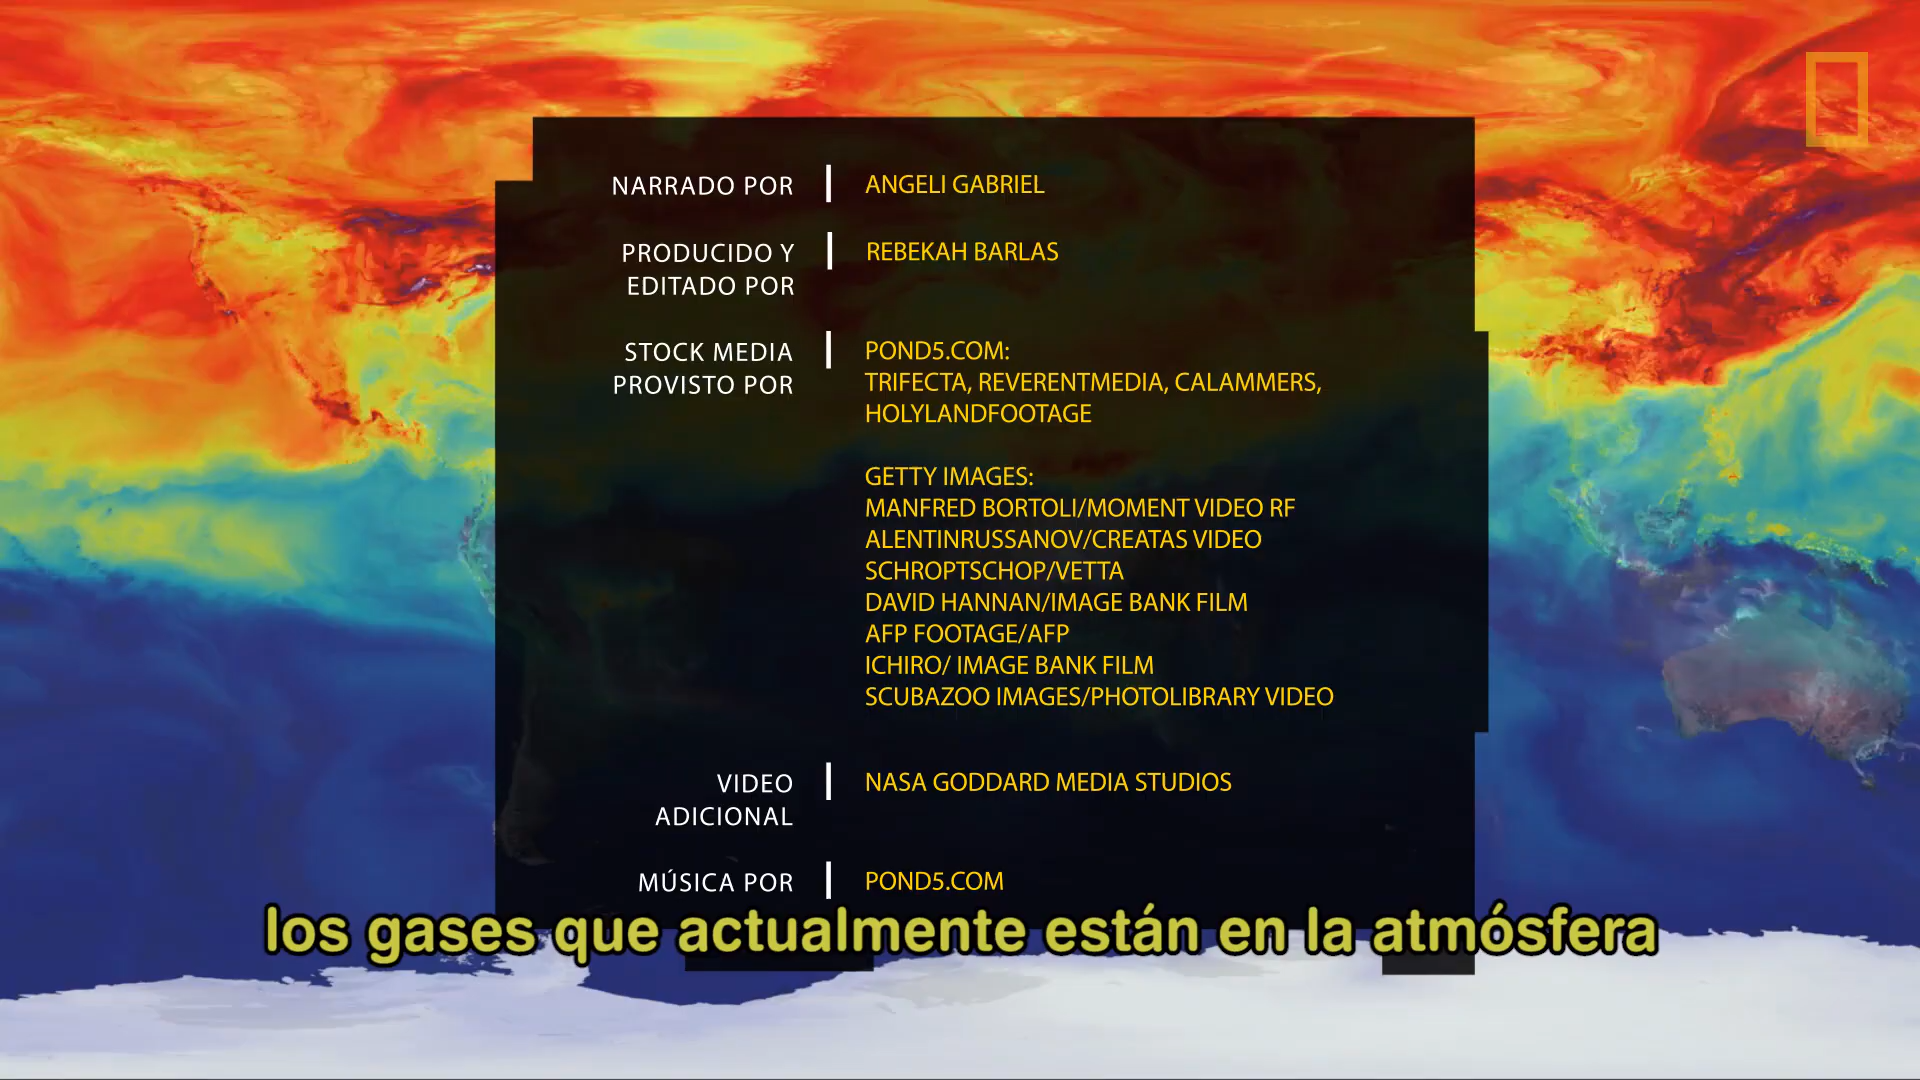 NARRADO POR | ANGELI GABRIEL
PRODUCIDO Y | REBEKAH BARLAS
EDITADO POR
STOCK MEDIA | POND5.COM:
PROVISTO POR TRIFECTA, REVERENTMEDIA, CALAMMERS,
HOLYLANDFOOTAGE
GETTY IMAGES:
MANFRED BORTOLI/MOMENT VIDEO RF
ALENTINRUSSANOV/CREATAS VIDEO
SCHROPTSCHOP/VETTA
DAVID HANNAN/IMAGE BANK FILM
AFP FOOTAGE/AFP
ICHIRO/ IMAGE BANK FILM
SCUBAZOO IMAGES/PHOTOLIBRARY VIDEO
VIDEO | NASA GODDARD MEDIA STUDIOS
ADICIONAL
MÚSICA POR | POND5.COM
los gases que actualmente están en la atmósfera